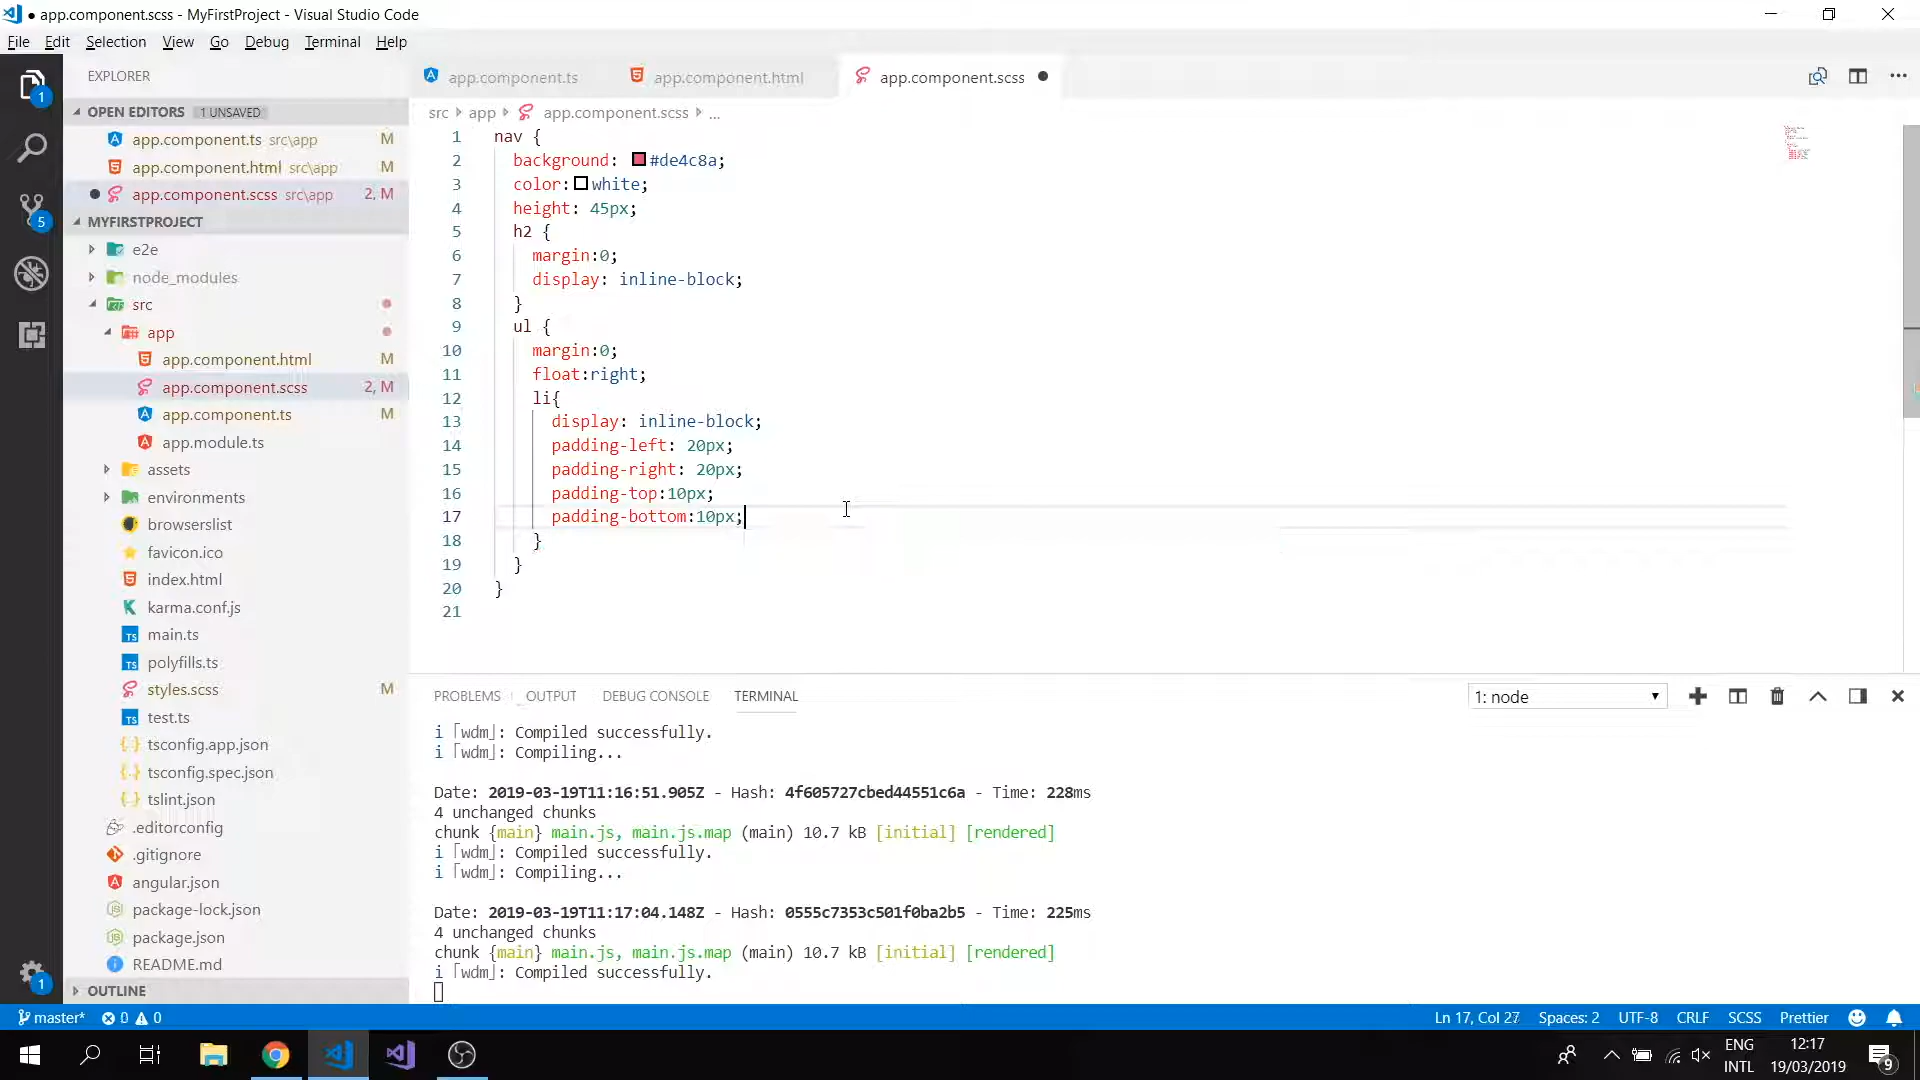 ● app.component.scss - MyFirstProject - Visual Studio Code
File Edit Selection View Go Debug Terminal Help
EXPLORER
OPEN EDITORS 1 UNSAVED
app.component.ts src\app M
app.component.html src\app M
● app.component.scss src\app 2, M
MYFIRSTPROJECT
e2e
node_modules
src
app
app.component.html M
app.component.scss 2, M
app.component.ts M
app.module.ts
assets
environments
browserslist
favicon.ico
index.html
karma.conf.js
main.ts
polyfills.ts
styles.scss M
test.ts
tsconfig.app.json
tsconfig.spec.json
tslint.json
.editorconfig
.gitignore
angular.json
package-lock.json
package.json
README.md
OUTLINE
1
5
1
app.component.ts app.component.html app.component.scss ●
src › app › app.component.scss › ...
1 nav {
2 background: #de4c8a;
3 color: white;
4 height: 45px;
5 h2 {
6 margin:0;
7 display: inline-block;
8 }
9 ul {
10 margin:0;
11 float:right;
12 li{
13 display: inline-block;
14 padding-left: 20px;
15 padding-right: 20px;
16 padding-top:10px;
17 padding-bottom:10px;
18 }
19 }
20 }
21
PROBLEMS OUTPUT DEBUG CONSOLE TERMINAL 1: node
i ｢wdm｣: Compiled successfully.
i ｢wdm｣: Compiling...
Date: 2019-03-19T11:16:51.905Z - Hash: 4f605727cbed44551c6a - Time: 228ms
4 unchanged chunks
chunk {main} main.js, main.js.map (main) 10.7 kB [initial] [rendered]
i ｢wdm｣: Compiled successfully.
i ｢wdm｣: Compiling...
Date: 2019-03-19T11:17:04.148Z - Hash: 0555c7353c501f0ba2b5 - Time: 225ms
4 unchanged chunks
chunk {main} main.js, main.js.map (main) 10.7 kB [initial] [rendered]
i ｢wdm｣: Compiled successfully.
master* 0 0 Ln 17, Col 27 Spaces: 2 UTF-8 CRLF SCSS Prettier
ENG 12:17
INTL 19/03/2019 9